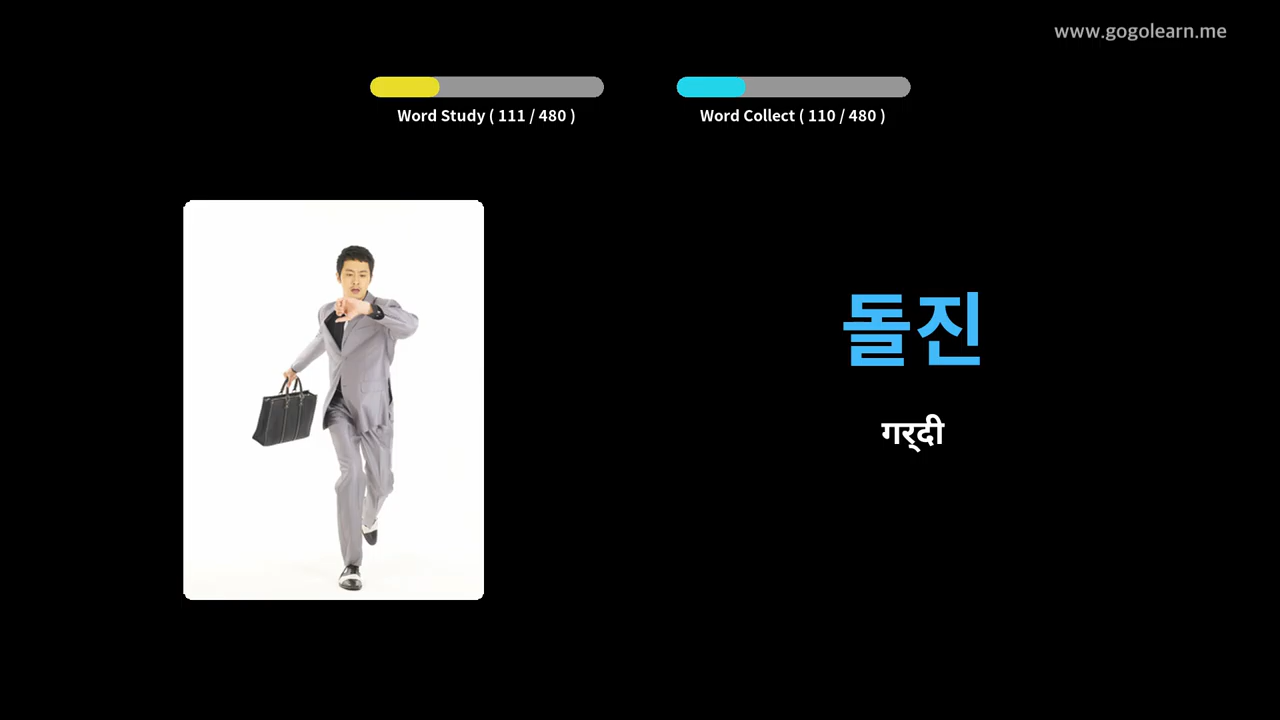 www.gogolearn.me
Word Study ( 111 / 480 )
Word Collect ( 110 / 480 )
돌진
गर्‍दी